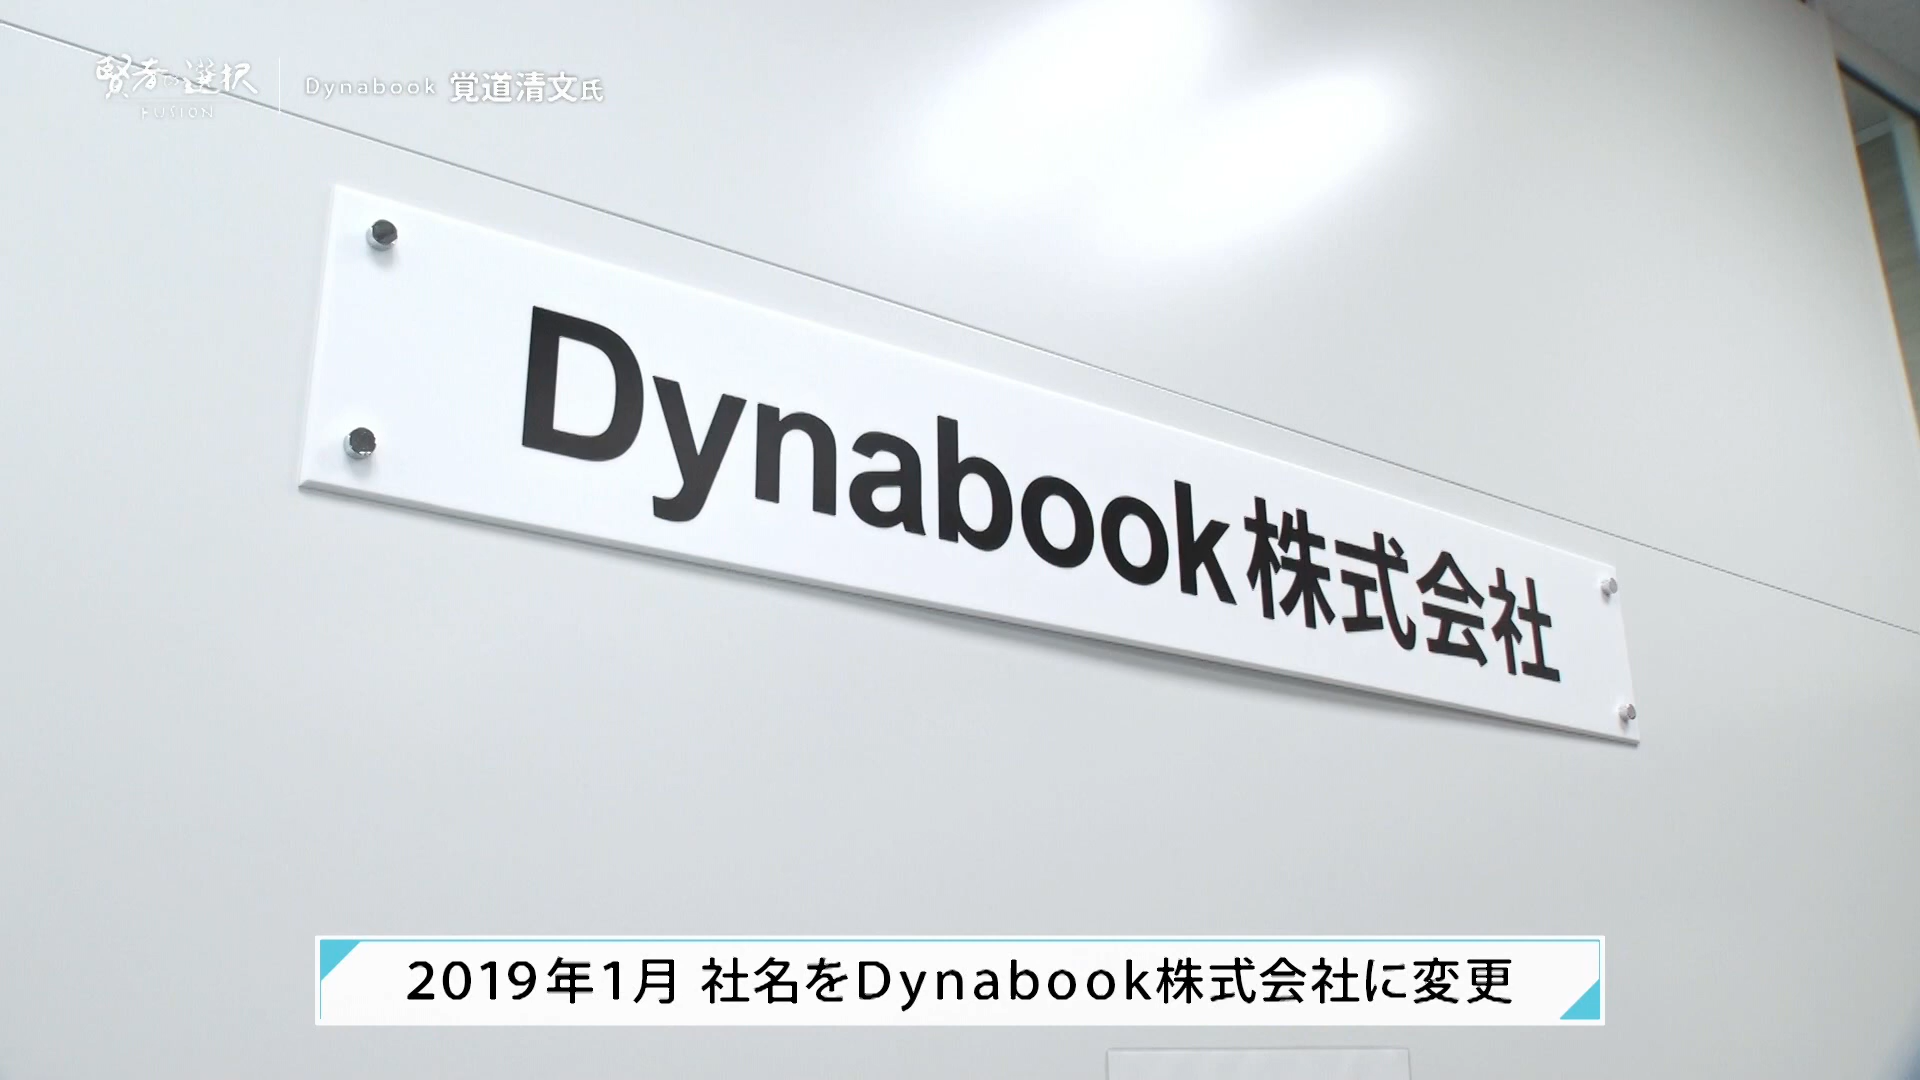 賢者の選択
FUSION
Dynabook 覚道清文氏
Dynabook株式会社
2019年1月 社名をDynabook株式会社に変更